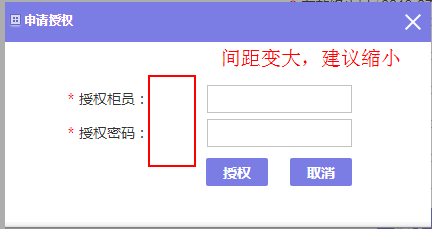 申请授权
间距变大，建议缩小
* 授权柜员：
* 授权密码：
授权 取消